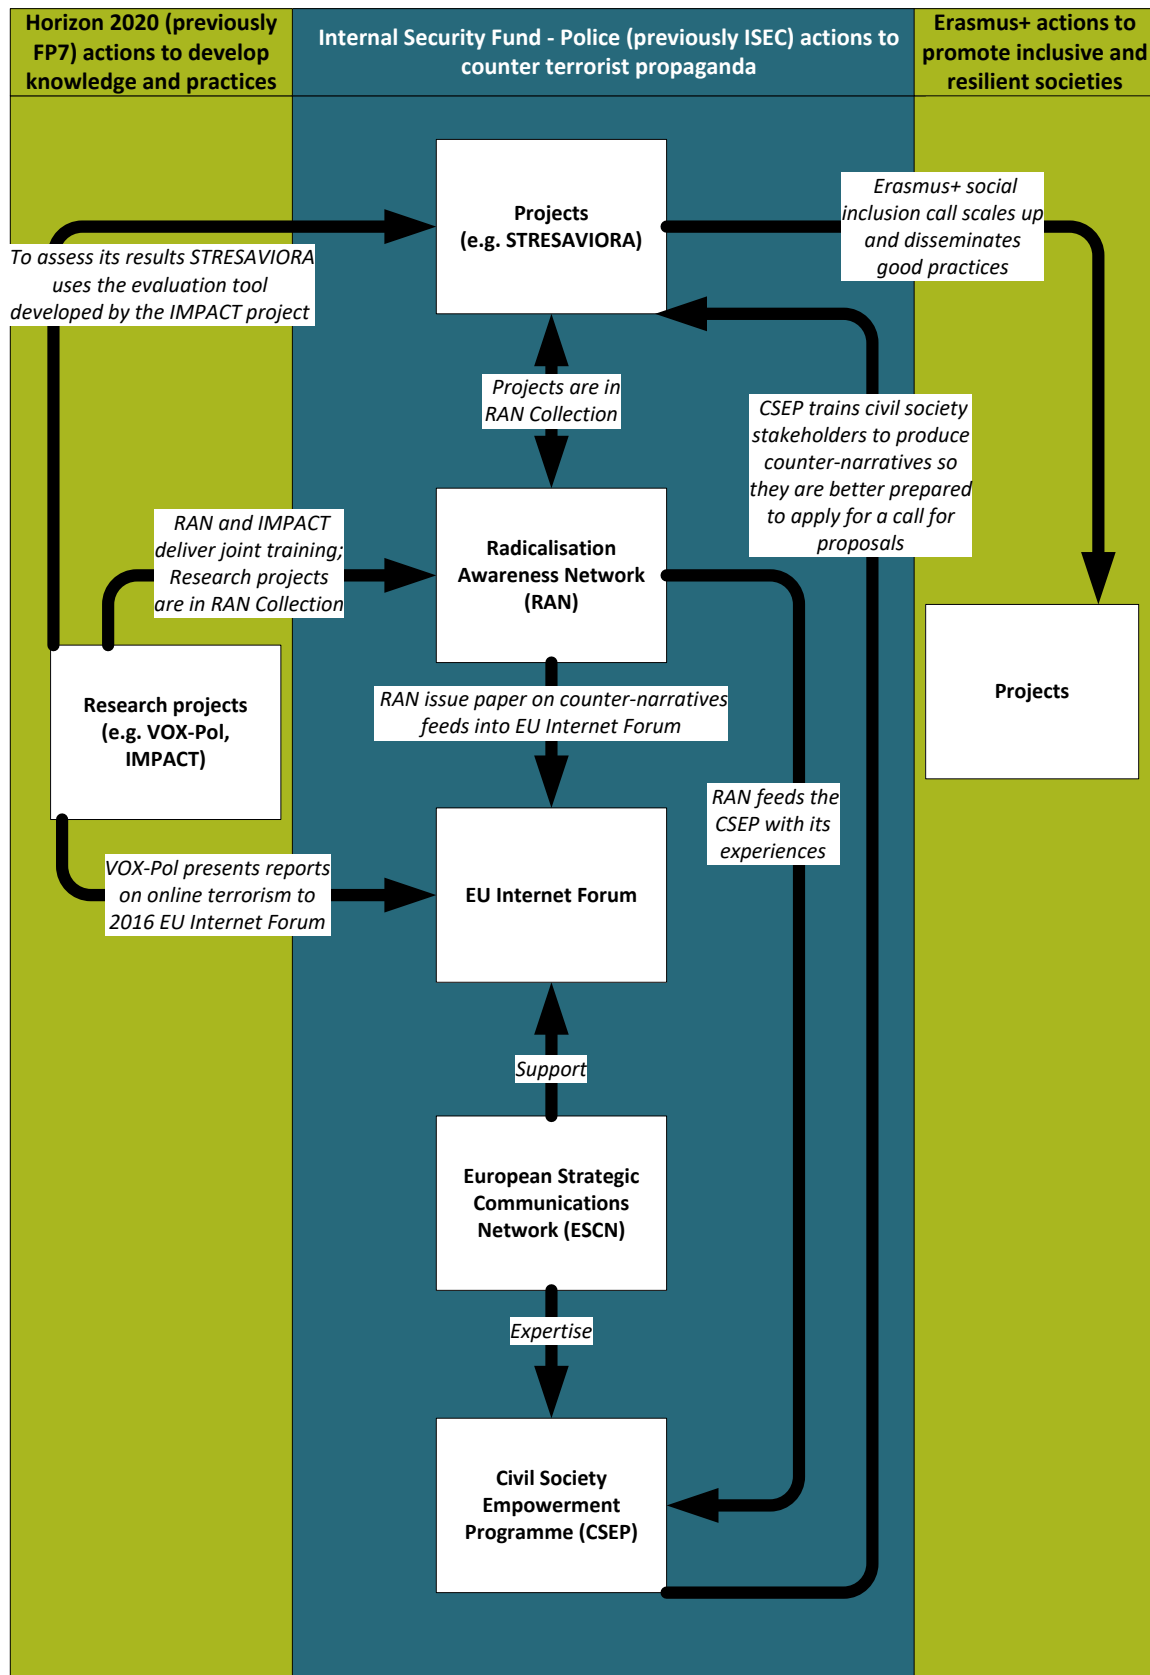 Horizon 2020 (previously
FP7) actions to develop
knowledge and practices
Internal Security Fund - Police (previously ISEC) actions to
counter terrorist propaganda
Erasmus+ actions to
promote inclusive and
resilient societies
Projects
(e.g. STRESAVIORA)
Erasmus+ social
inclusion call scales up
and disseminates
good practices
To assess its results STRESAVIORA
uses the evaluation tool
developed by the IMPACT project
Projects are in
RAN Collection
CSEP trains civil society
stakeholders to produce
counter-narratives so
they are better prepared
to apply for a call for
proposals
RAN and IMPACT
deliver joint training;
Research projects
are in RAN Collection
Radicalisation
Awareness Network
(RAN)
Research projects
(e.g. VOX-Pol,
IMPACT)
Projects
RAN issue paper on counter-narratives
feeds into EU Internet Forum
RAN feeds the
CSEP with its
experiences
VOX-Pol presents reports
on online terrorism to
2016 EU Internet Forum
EU Internet Forum
Support
European Strategic
Communications
Network (ESCN)
Expertise
Civil Society
Empowerment
Programme (CSEP)